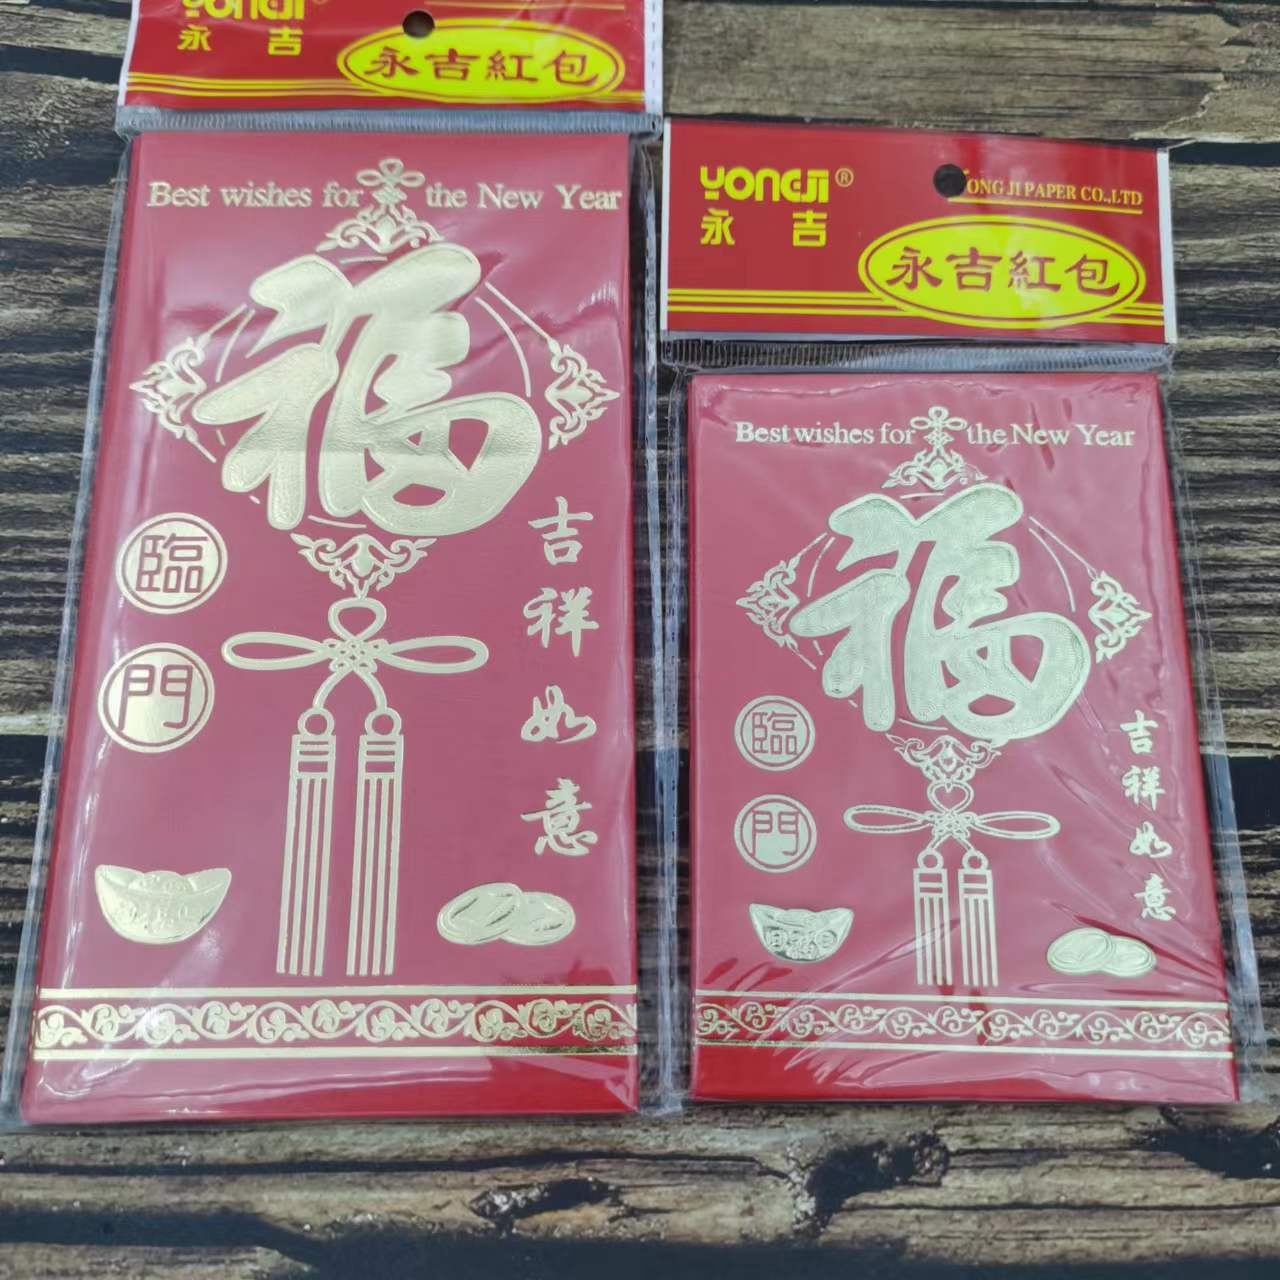 YONGJI
永吉
永吉紅包
Best wishes for the New Year
福
臨
門
吉祥如意
YONGJI®
永吉
YONG JI PAPER CO.,LTD
永吉紅包
Best wishes for the New Year
福
臨
門
吉祥如意